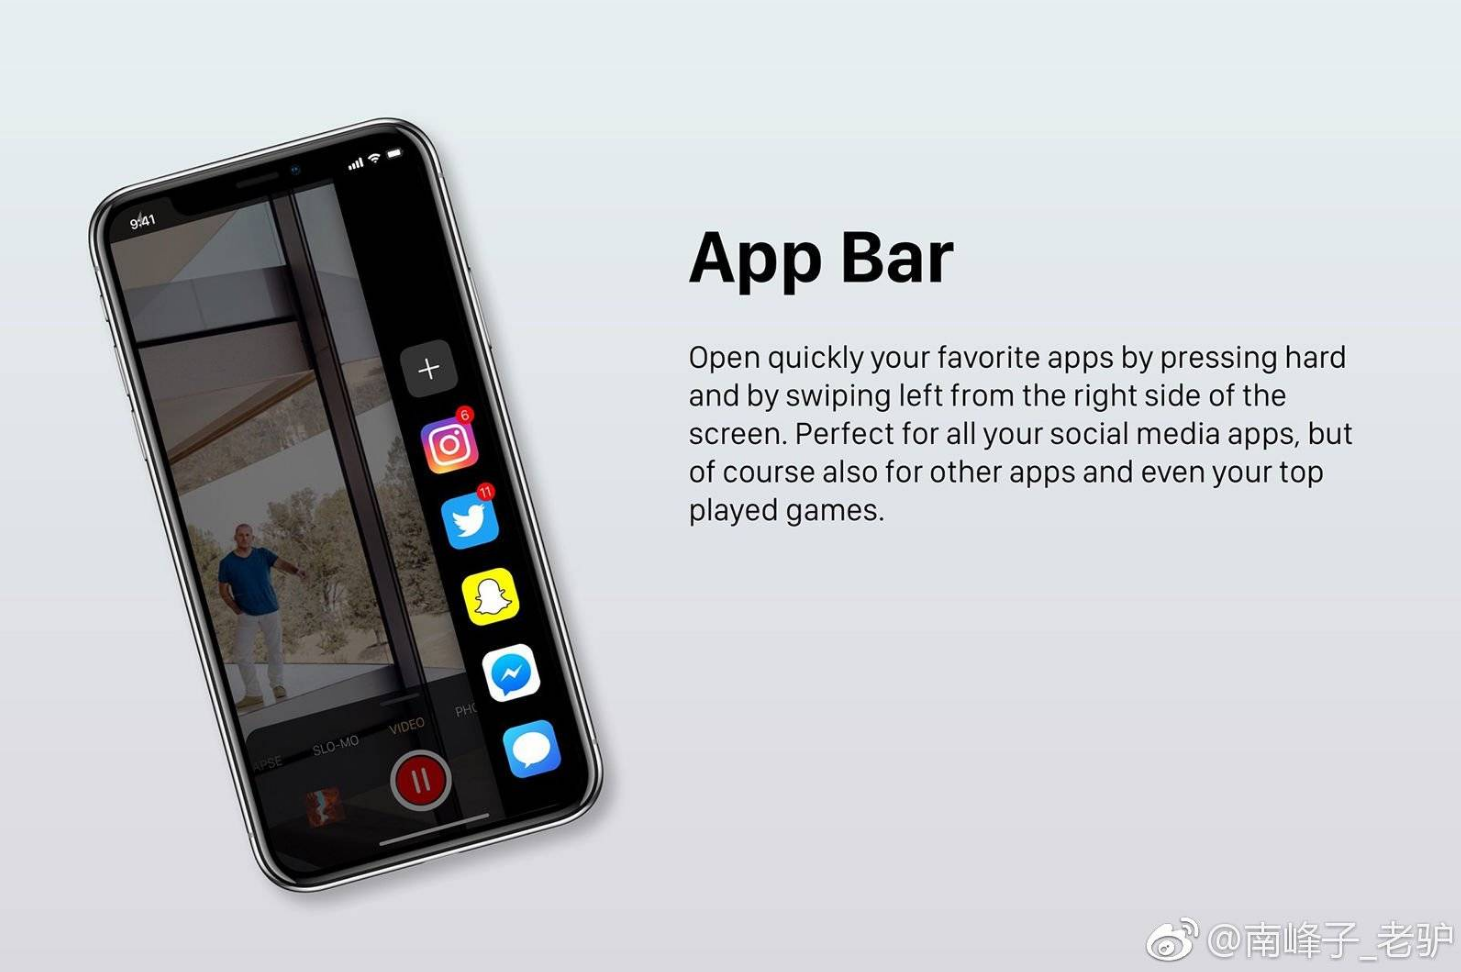 9:41
6
11
APSE
SLO-MO
VIDEO
PHO
App Bar
Open quickly your favorite apps by pressing hard
and by swiping left from the right side of the
screen. Perfect for all your social media apps, but
of course also for other apps and even your top
played games.
@南峰子_老驴